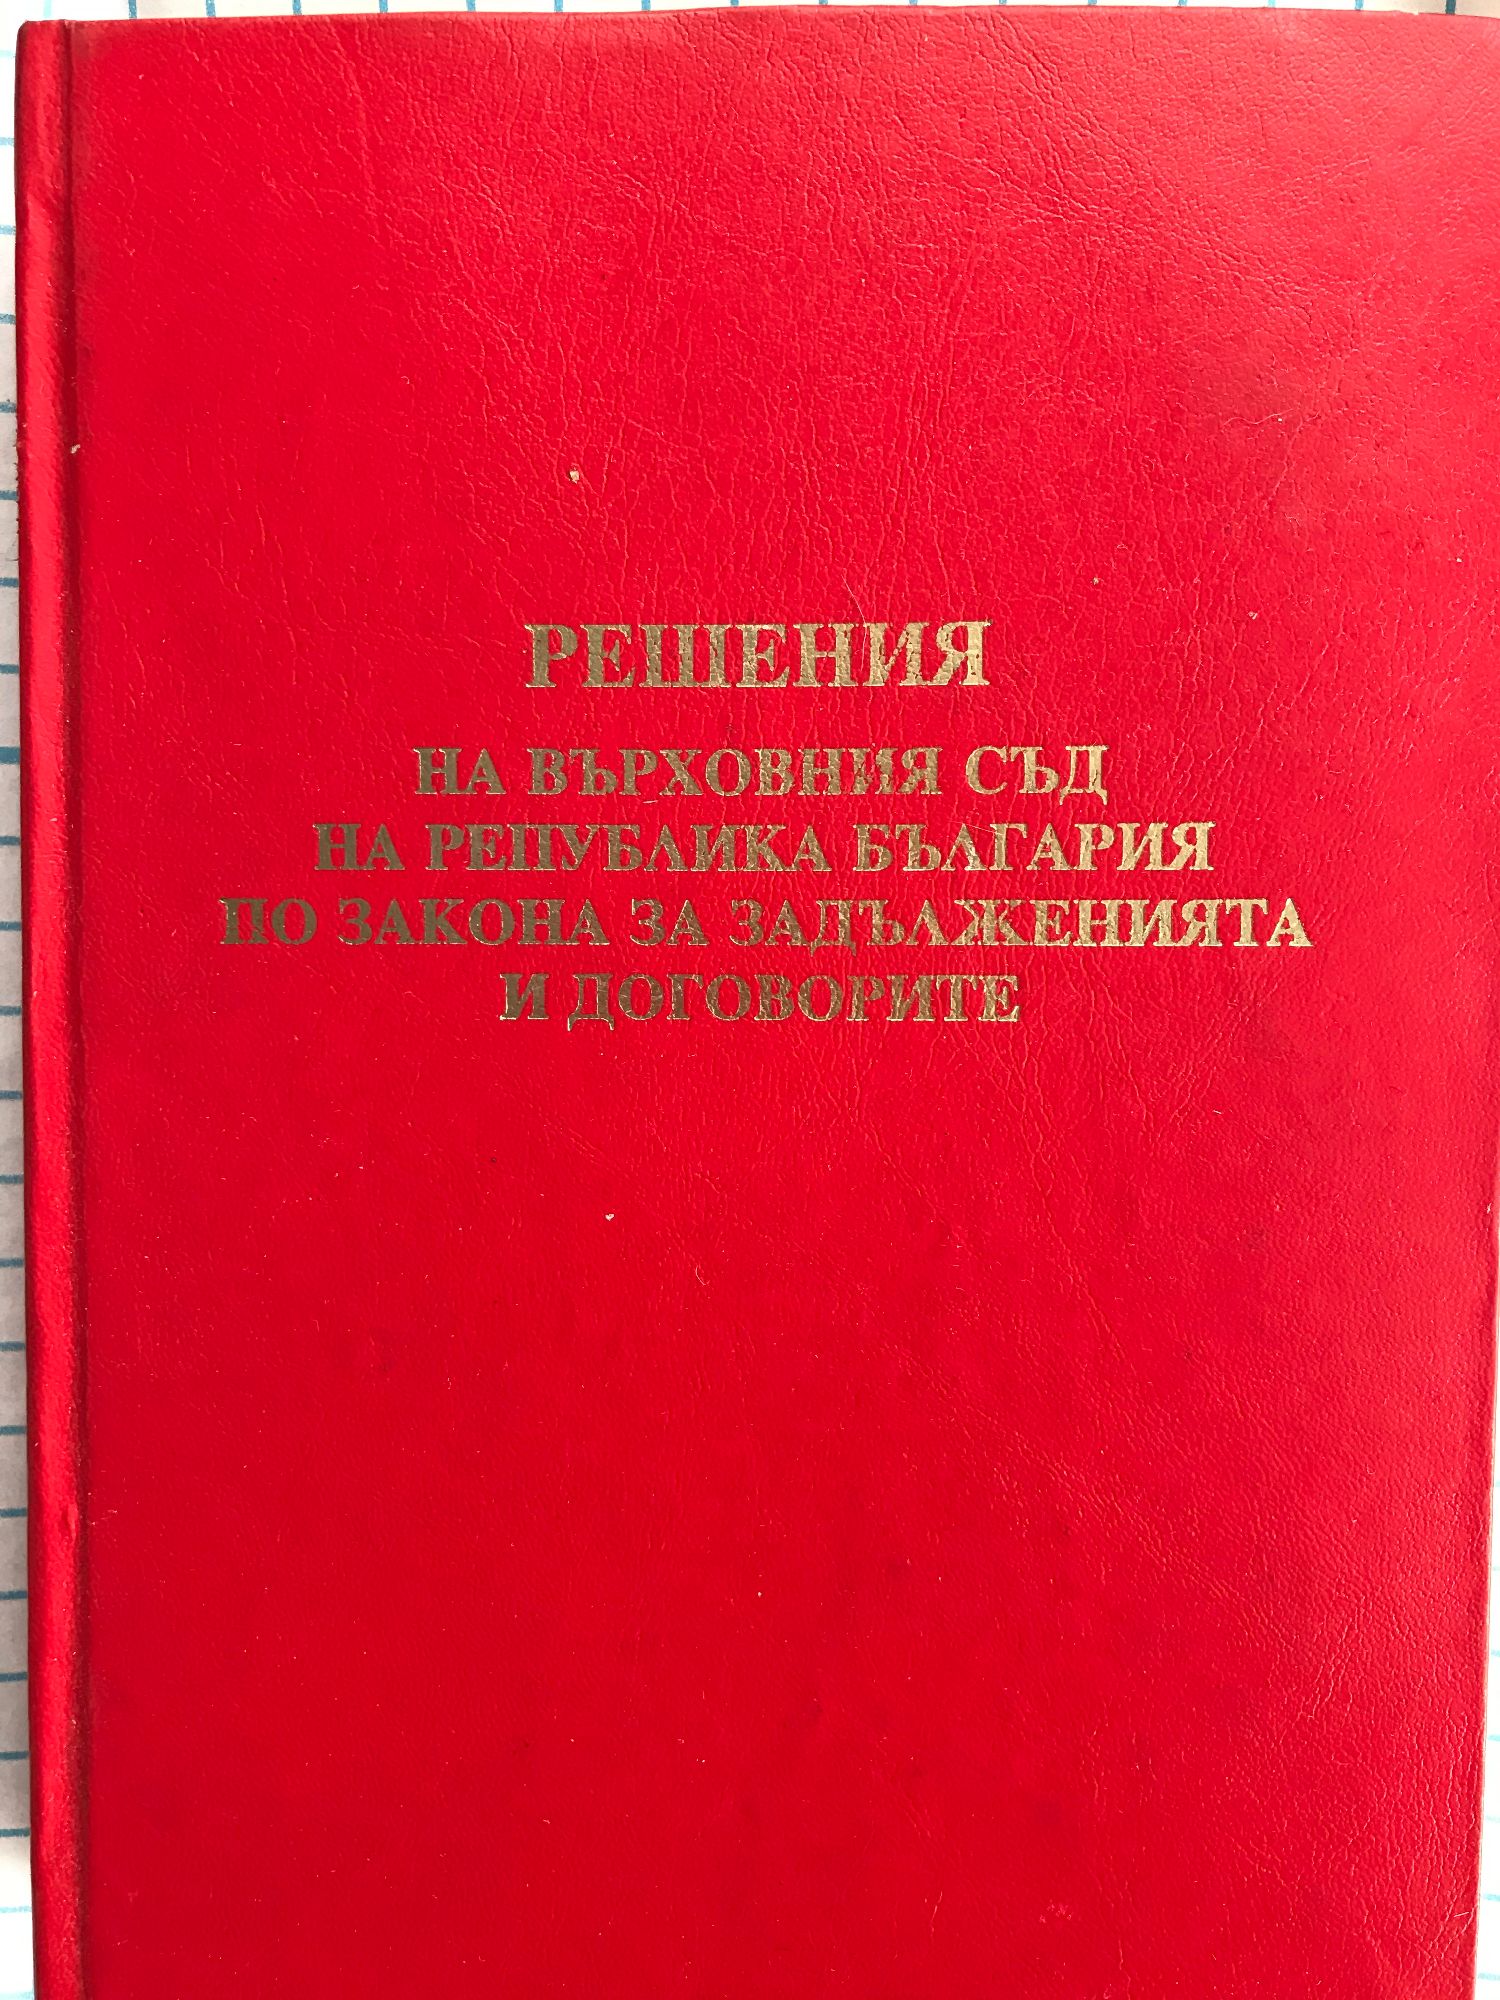 РЕШЕНИЯ
НА ВЪРХОВНИЯ СЪД
НА РЕПУБЛИКА БЪЛГАРИЯ
ПО ЗАКОНА ЗА ЗАДЪЛЖЕНИЯТА
И ДОГОВОРИТЕ